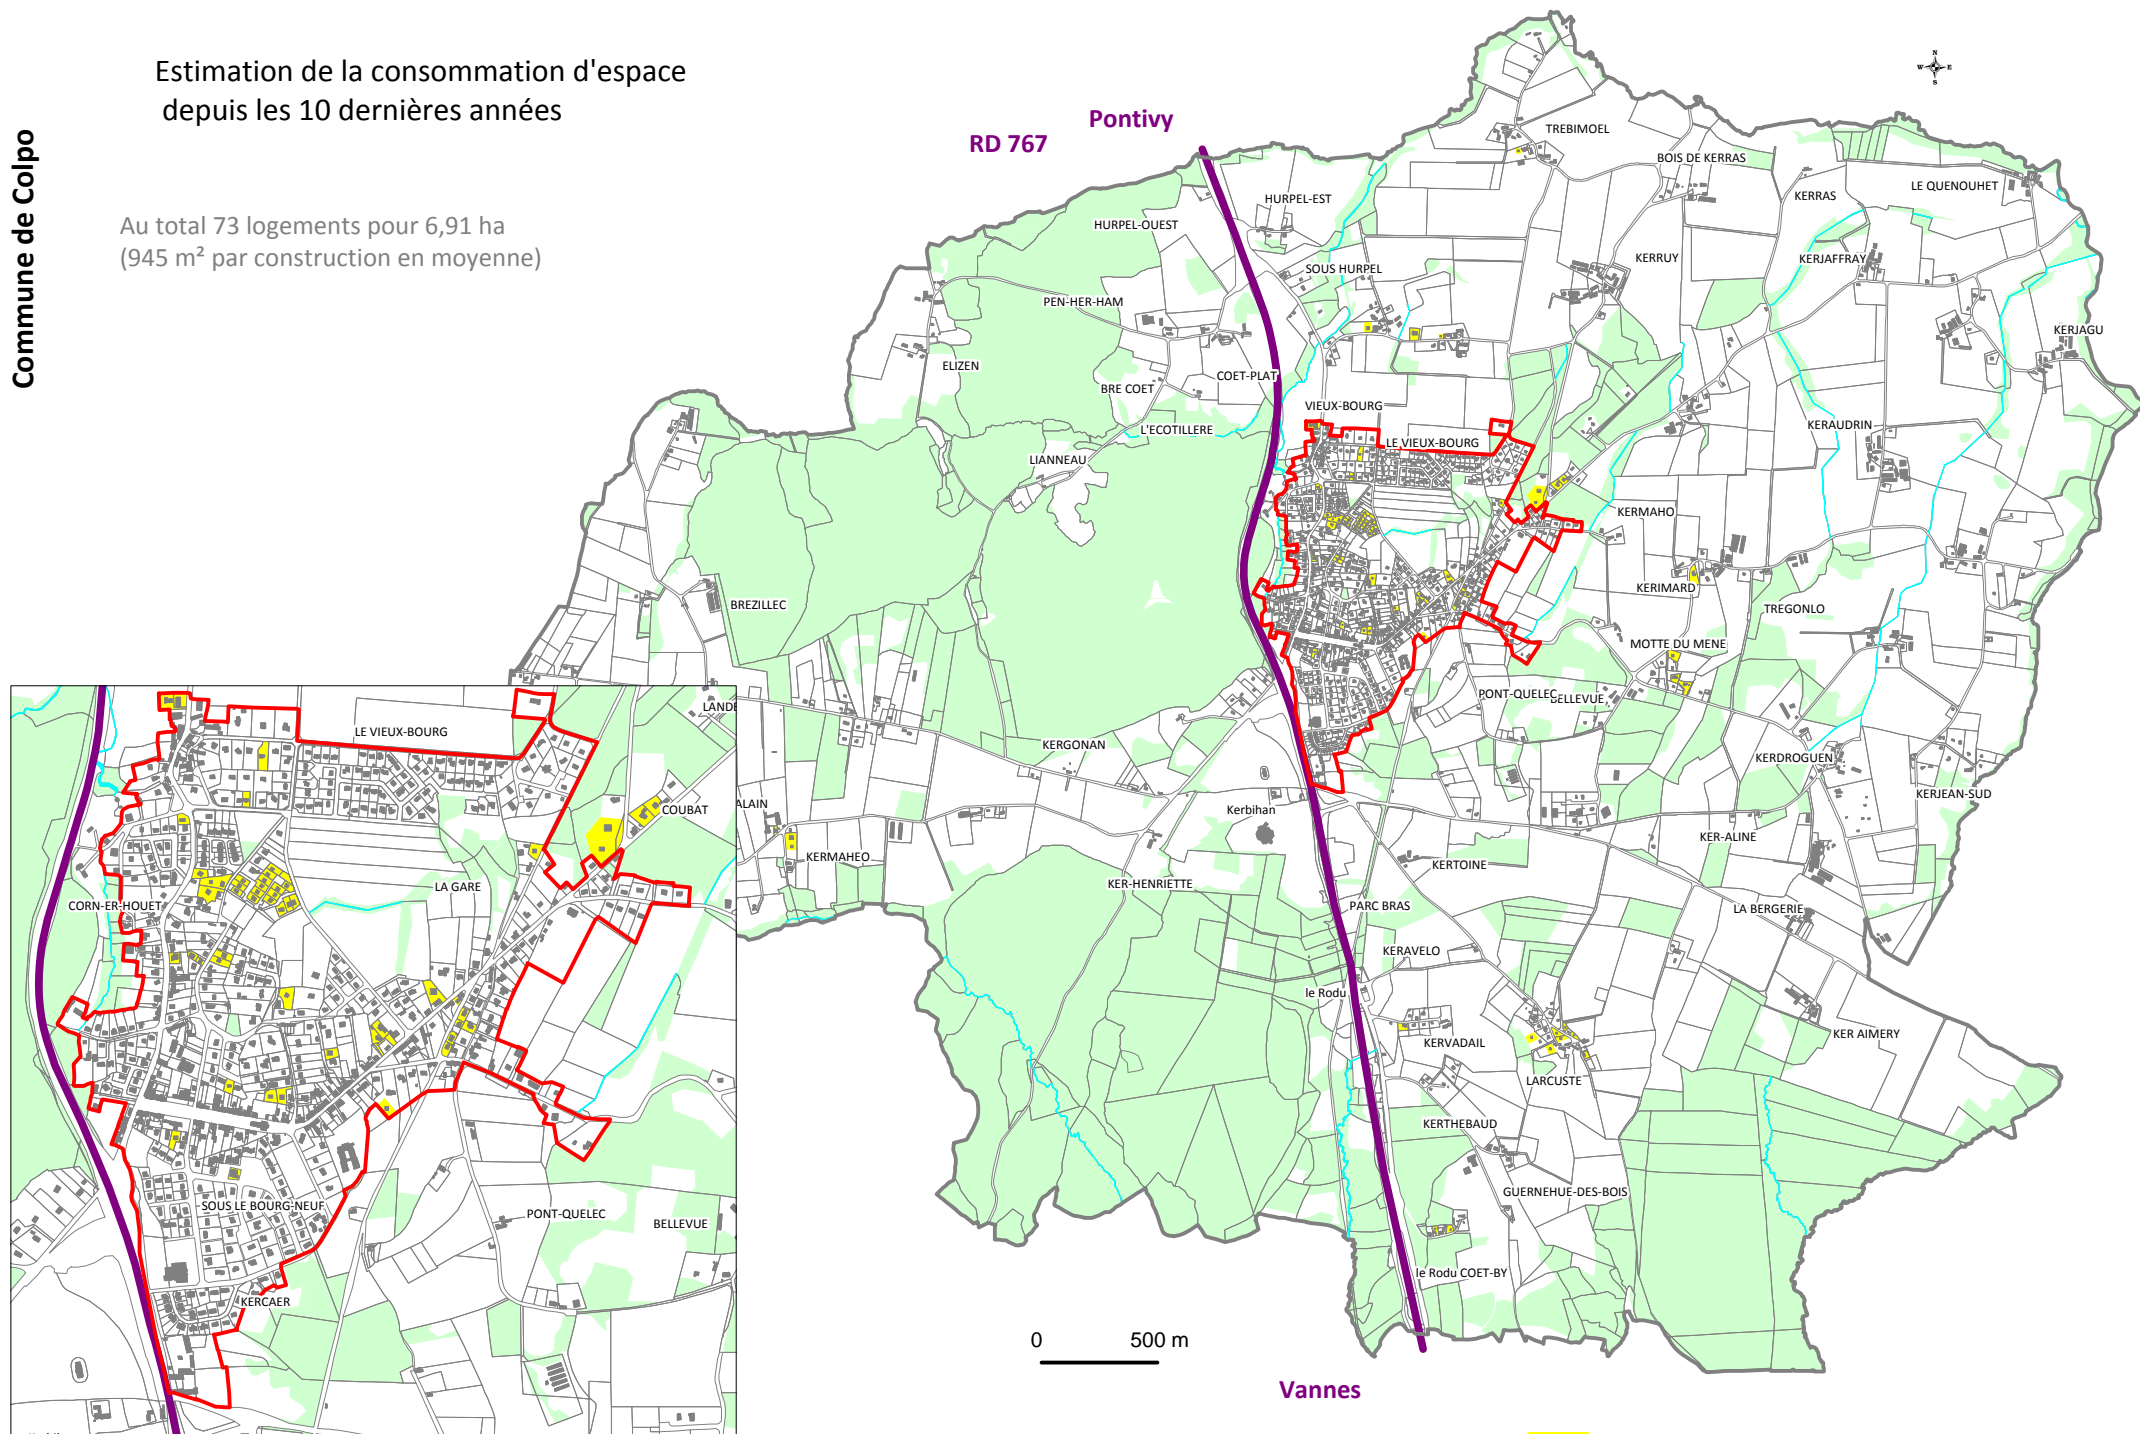 Estimation de la consommation d'espace
depuis les 10 dernières années
Commune de Colpo
Au total 73 logements pour 6,91 ha
(945 m² par construction en moyenne)
Pontivy
RD 767
N
W E
S
TREBIMOEL
BOIS DE KERRAS
KERRAS
LE QUENOUHET
HURPEL-EST
HURPEL-OUEST
SOUS HURPEL
KERRUY
KERJAFFRAY
PEN-HER-HAM
KERJAGU
ELIZEN
COET-PLAT
BRE COET
VIEUX-BOURG
L'ECOTILLERE
LE VIEUX-BOURG
KERAUDRIN
LIANNEAU
KERMAHO
BREZILLEC
KERIMARD
TREGONLO
MOTTE DU MENE
PONT-QUELEC
BELLEVUE
KERGONAN
KERDROGUEN
KERJEAN-SUD
Kerbihan
KER-ALINE
KERMAHEO
KERTOINE
KER-HENRIETTE
PARC BRAS
LA BERGERIE
KERAVELO
le Rodu
KER AIMERY
KERVADAIL
LARCUSTE
KERTHEBAUD
GUERNEHUE-DES-BOIS
le Rodu COET-BY
0 500 m
Vannes
LANDE
ALAIN
LE VIEUX-BOURG
COUBAT
LA GARE
CORN-ER-HOUET
SOUS LE BOURG-NEUF
PONT-QUELEC
BELLEVUE
KERCAER